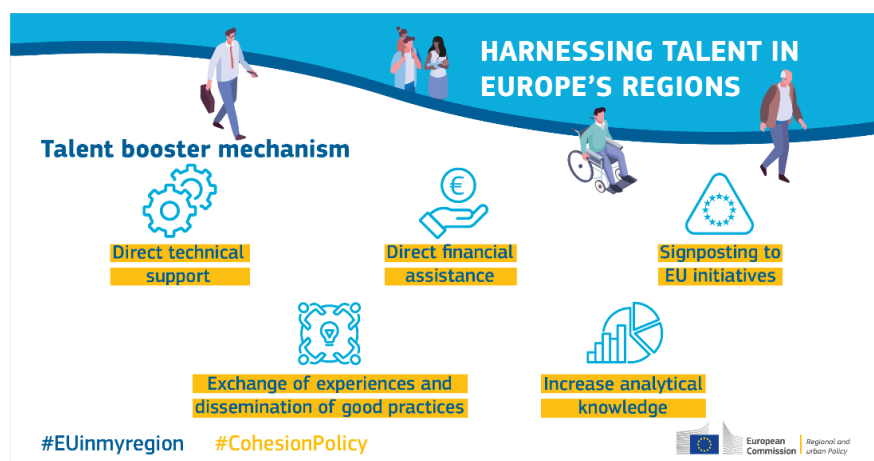 HARNESSING TALENT IN
EUROPE'S REGIONS
Talent booster mechanism
Direct technical
support
Direct financial
assistance
Signposting to
EU initiatives
Exchange of experiences and
dissemination of good practices
Increase analytical
knowledge
#EUinmyregion
#CohesionPolicy
European
Commission
Regional and
urban Policy